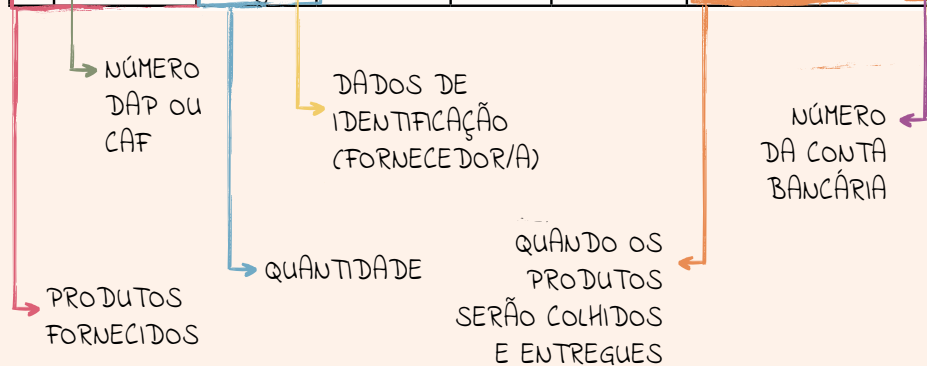 NÚMERO
DAP OU
CAF
DADOS DE
IDENTIFICAÇÃO
(FORNECEDOR/A)
NÚMERO
DA CONTA
BANCÁRIA
QUANTIDADE
QUANDO OS
PRODUTOS
SERÃO COLHIDOS
E ENTREGUES
PRODUTOS
FORNECIDOS